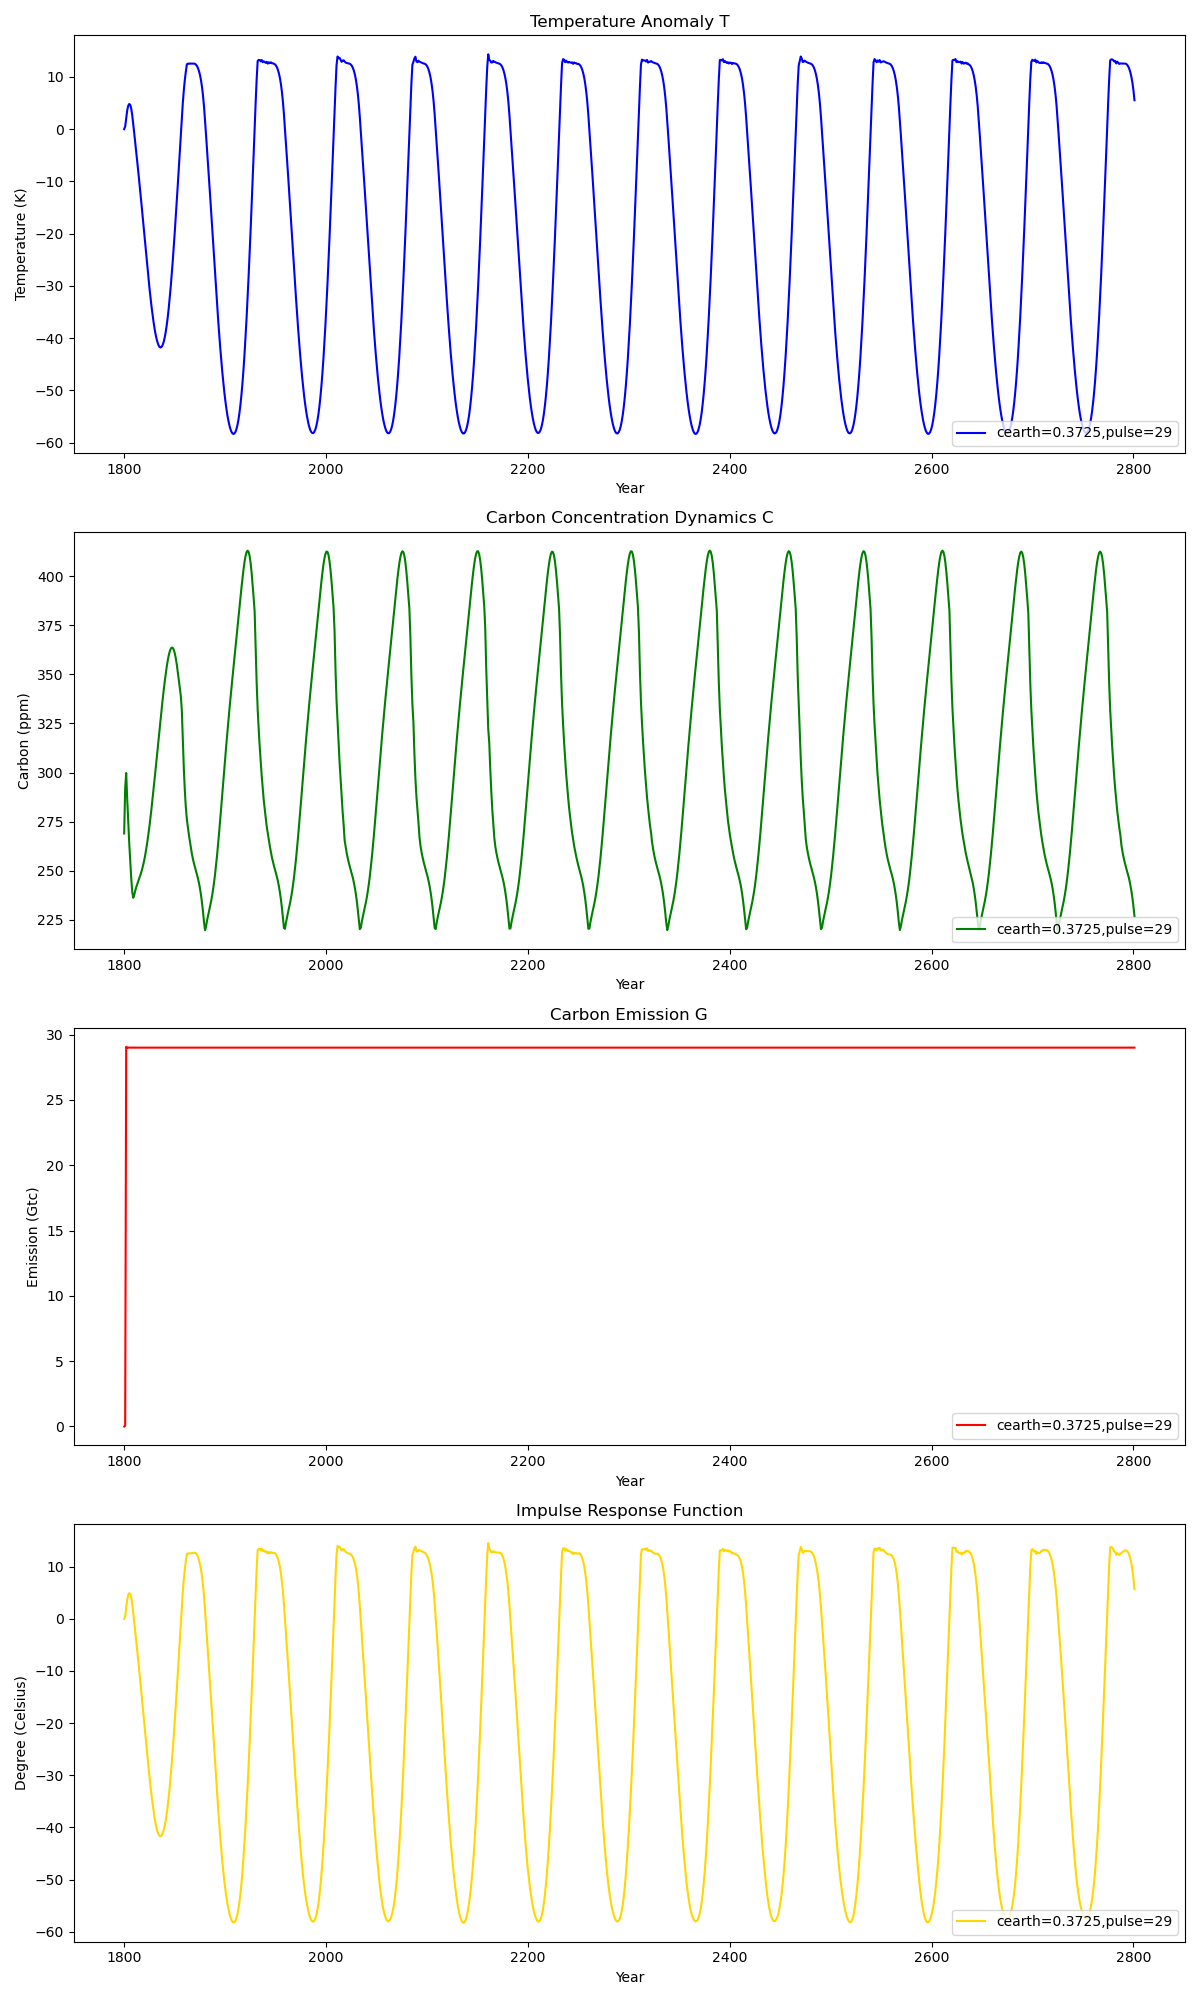 Temperature Anomaly T
Temperature (K)
10
0
−10
−20
−30
−40
−50
−60
cearth=0.3725,pulse=29
1800 2000 2200 2400 2600 2800
Year
Carbon Concentration Dynamics C
Carbon (ppm)
400
375
350
325
300
275
250
225
cearth=0.3725,pulse=29
1800 2000 2200 2400 2600 2800
Year
Carbon Emission G
Emission (Gtc)
30
25
20
15
10
5
0
cearth=0.3725,pulse=29
1800 2000 2200 2400 2600 2800
Year
Impulse Response Function
Degree (Celsius)
10
0
−10
−20
−30
−40
−50
−60
cearth=0.3725,pulse=29
1800 2000 2200 2400 2600 2800
Year